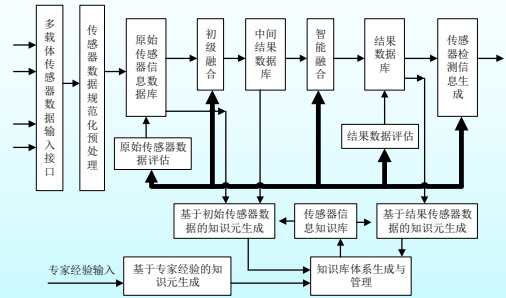 多载体传感器数据输入接口
传感器数据规范化预处理
原始传感器信息数据库
初级融合
中间结果数据库
智能融合
结果数据库
传感器检测信息生成
原始传感器数
据评估
结果数据评估
基于初始传感器数
据的知识元生成
传感器信
息知识库
基于结果传感器数
据的知识元生成
专家经验输入
基于专家经验的知
识元生成
知识库体系生成与
管理